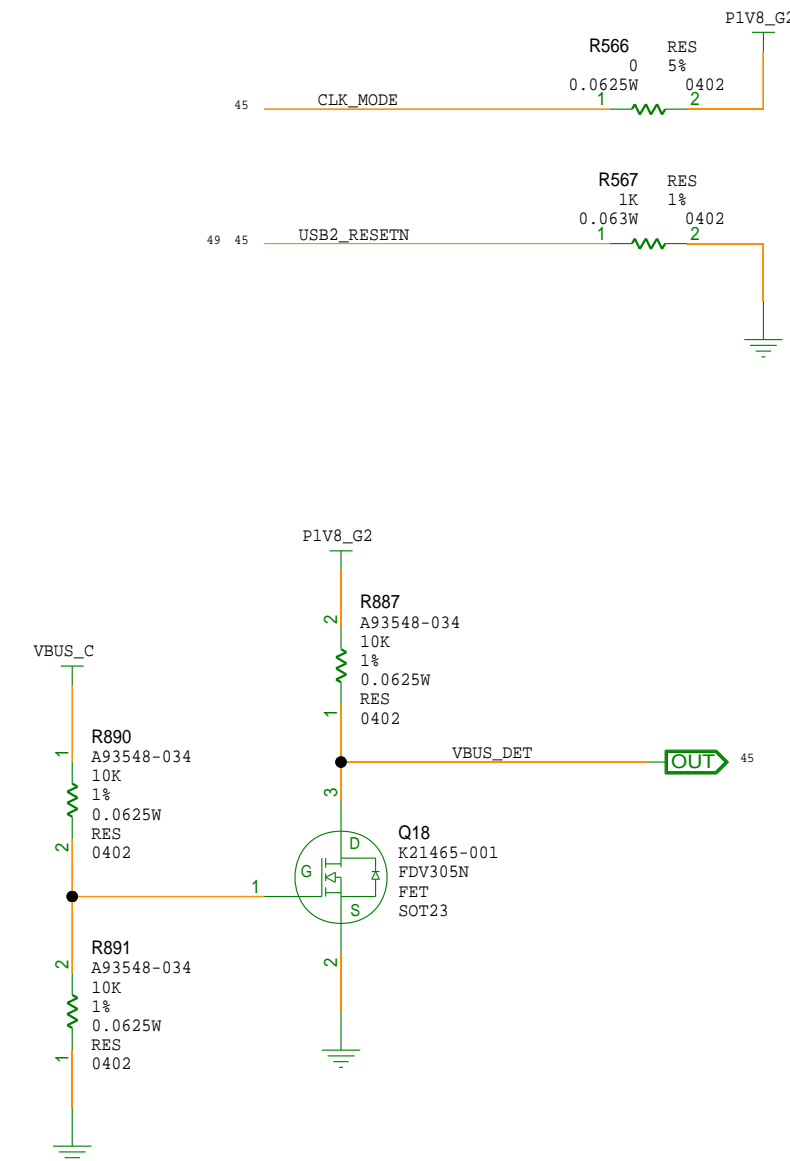 P1V8_G2
R566 RES
0 5%
0.0625W 0402
45 CLK_MODE 1 2
R567 RES
1K 1%
0.063W 0402
49 45 USB2_RESETN 1 2
P1V8_G2
R887
2 A93548-034
10K
1%
0.0625W
RES
1 0402
VBUS_C
R890
1 A93548-034
10K
1%
0.0625W
RES
2 0402
VBUS_DET OUT 45
3
Q18
D K21465-001
G FDV305N
1 FET
S SOT23
2
R891
2 A93548-034
10K
1%
0.0625W
RES
1 0402